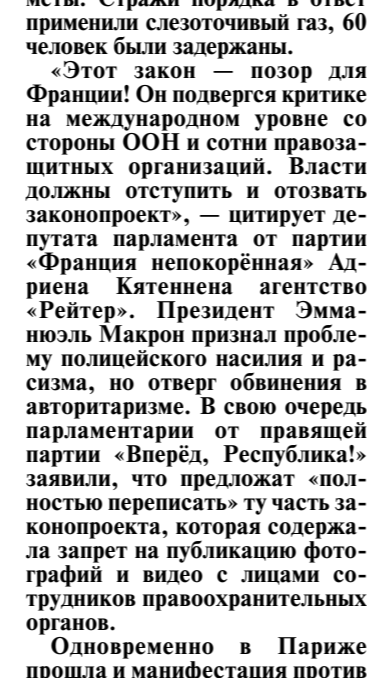 меты. Стражи порядка в ответ
применили слезоточивый газ, 60
человек были задержаны.
«Этот закон — позор для
Франции! Он подвергся критике
на международном уровне со
стороны ООН и сотни правоза-
щитных организаций. Власти
должны отступить и отозвать
законопроект», — цитирует де-
путата парламента от партии
«Франция непокорённая» Ад-
риена Кятеннена агентство
«Рейтер». Президент Эмма-
нюэль Макрон признал пробле-
му полицейского насилия и ра-
сизма, но отверг обвинения в
авторитаризме. В свою очередь
парламентарии от правящей
партии «Вперёд, Республика!»
заявили, что предложат «пол-
ностью переписать» ту часть за-
конопроекта, которая содержа-
ла запрет на публикацию фото-
графий и видео с лицами со-
трудников правоохранительных
органов.
Одновременно в Париже
прошла и манифестация против